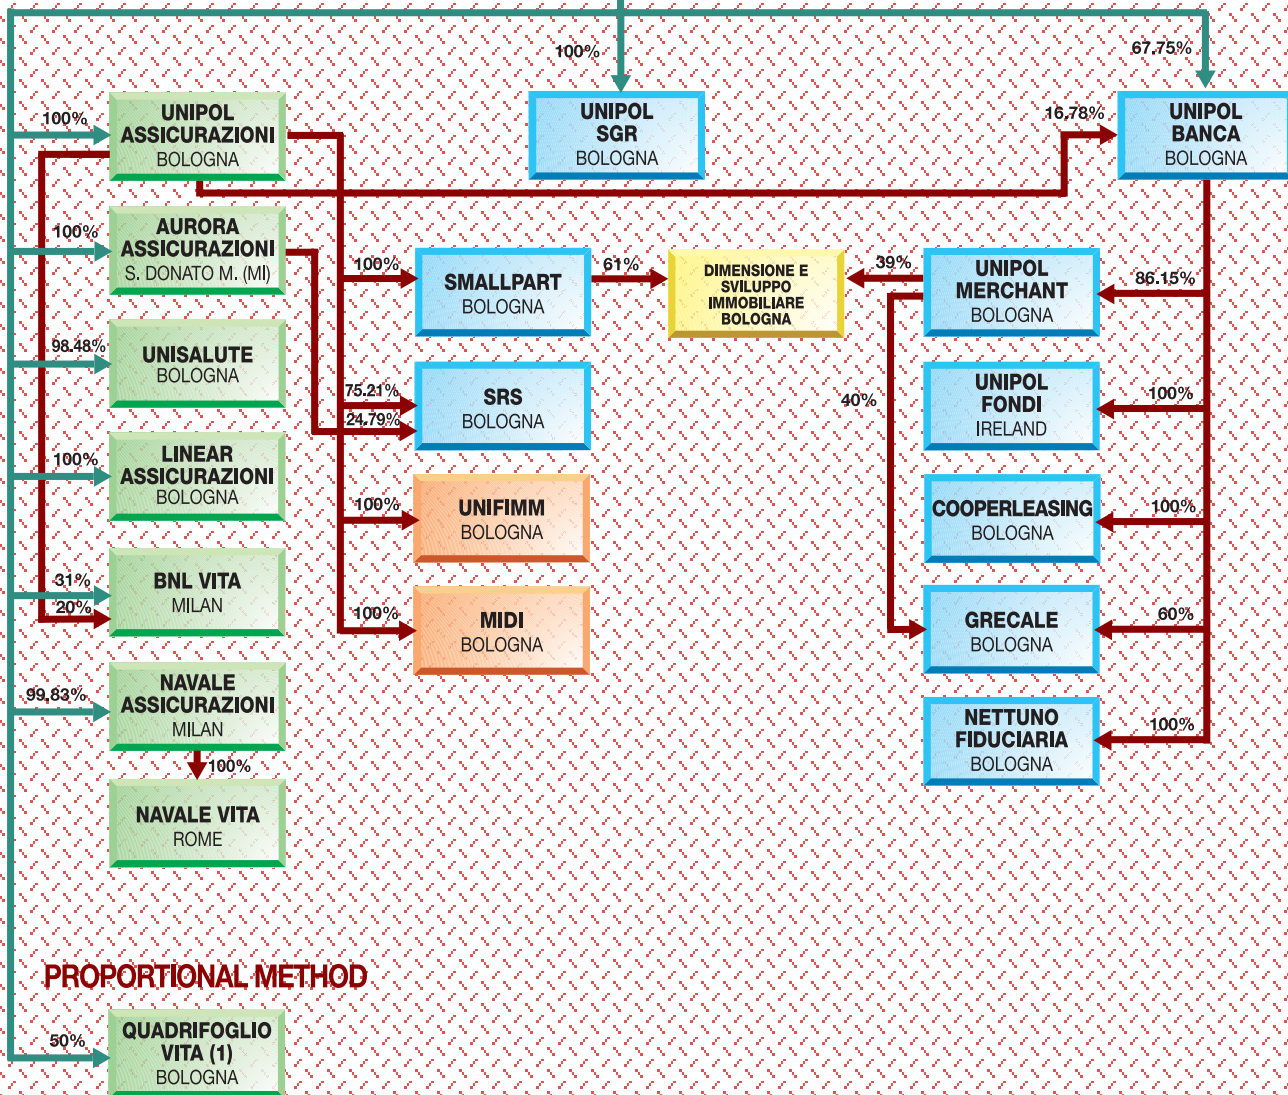 100%
67.75%
100%
UNIPOL
ASSICURAZIONI
BOLOGNA
UNIPOL
SGR
BOLOGNA
16.78%
UNIPOL
BANCA
BOLOGNA
100%
AURORA
ASSICURAZIONI
S. DONATO M. (MI)
100%
SMALLPART
BOLOGNA
61%
DIMENSIONE E
SVILUPPO
IMMOBILIARE
BOLOGNA
39%
UNIPOL
MERCHANT
BOLOGNA
86.15%
98.48%
UNISALUTE
BOLOGNA
75.21%
24.79%
SRS
BOLOGNA
40%
UNIPOL
FONDI
IRELAND
100%
100%
LINEAR
ASSICURAZIONI
BOLOGNA
100%
UNIFIMM
BOLOGNA
COOPERLEASING
BOLOGNA
100%
31%
20%
BNL VITA
MILAN
100%
MIDI
BOLOGNA
GRECALE
BOLOGNA
60%
99.83%
NAVALE
ASSICURAZIONI
MILAN
NETTUNO
FIDUCIARIA
BOLOGNA
100%
100%
NAVALE VITA
ROME
PROPORTIONAL METHOD
50%
QUADRIFOGLIO
VITA (1)
BOLOGNA